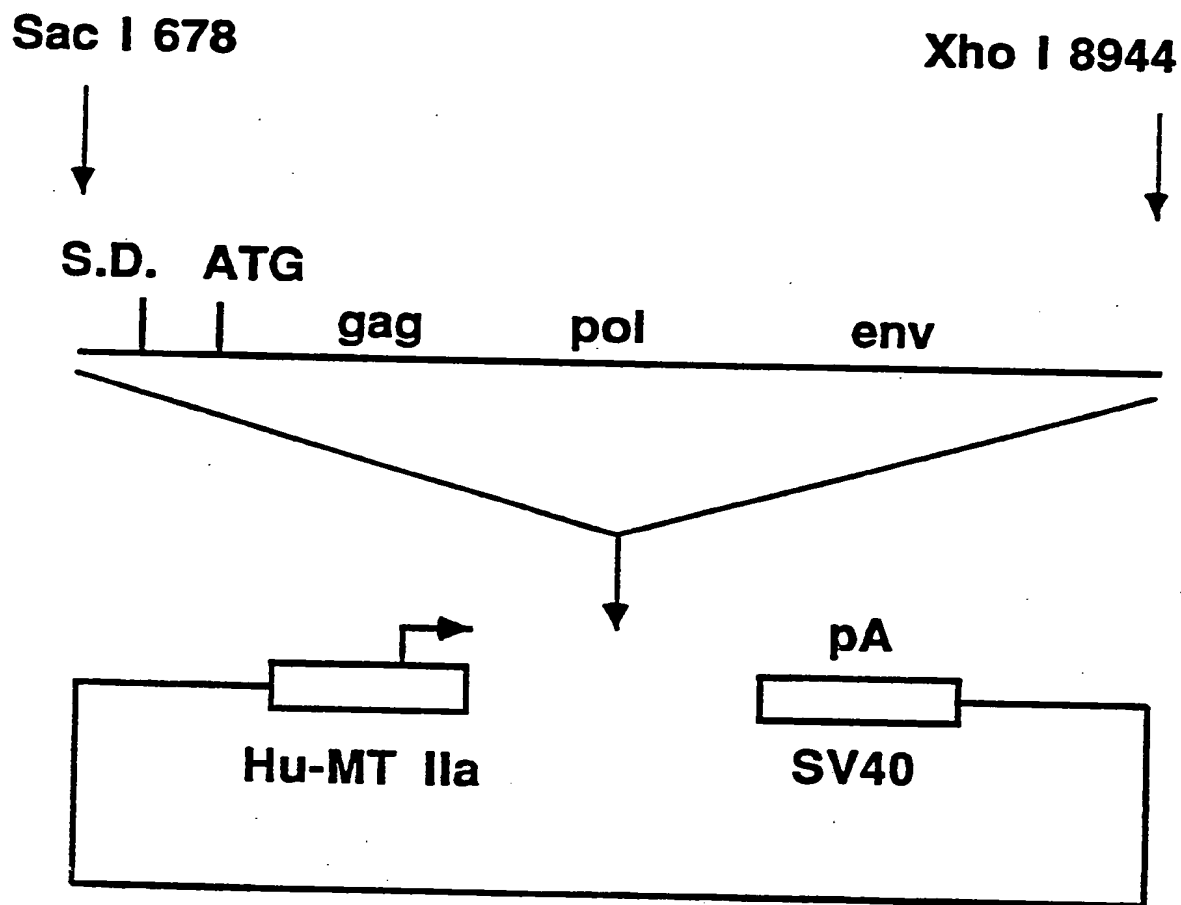 Sac I 678
Xho I 8944
S.D. ATG
gag pol env
pA
Hu-MT IIa SV40